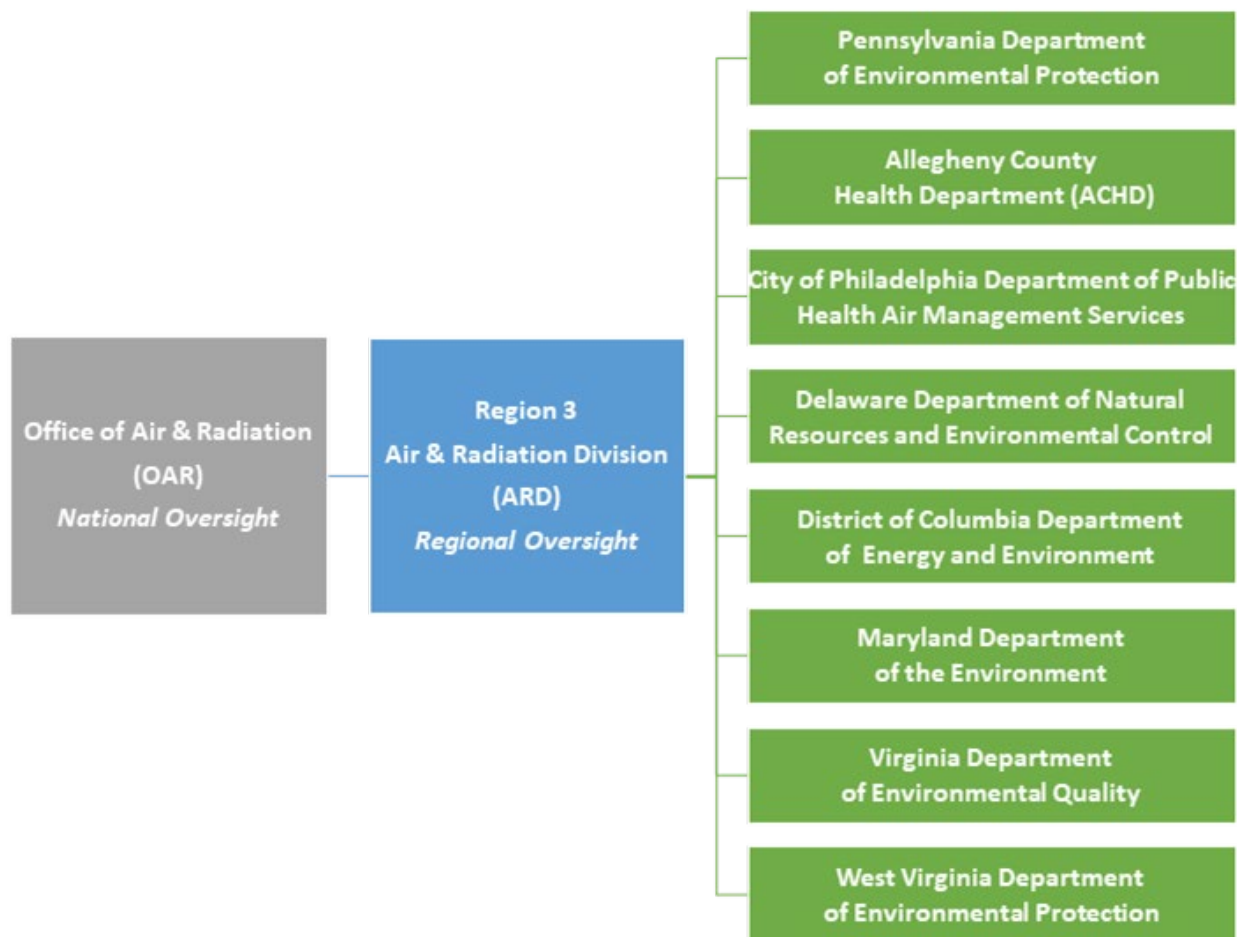 Office of Air & Radiation
(OAR)
National Oversight
Region 3
Air & Radiation Division
(ARD)
Regional Oversight
Pennsylvania Department
of Environmental Protection
Allegheny County
Health Department (ACHD)
City of Philadelphia Department of Public
Health Air Management Services
Delaware Department of Natural
Resources and Environmental Control
District of Columbia Department
of Energy and Environment
Maryland Department
of the Environment
Virginia Department
of Environmental Quality
West Virginia Department
of Environmental Protection